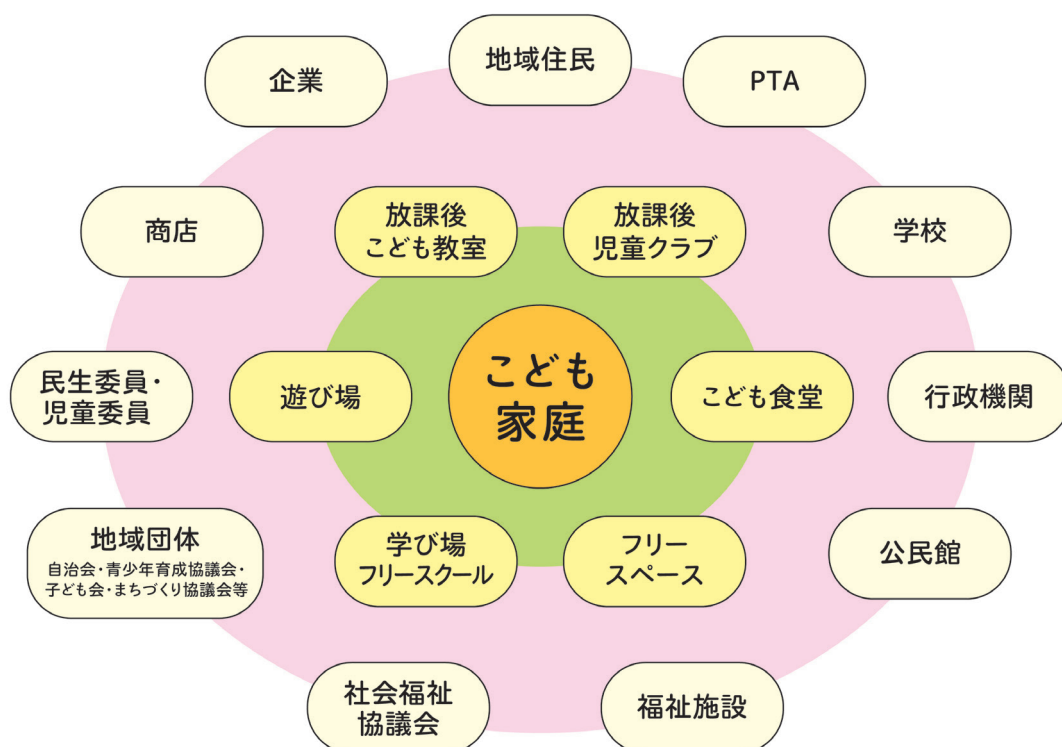 地域住民
企業
PTA
商店
放課後
こども教室
放課後
児童クラブ
学校
民生委員・
児童委員
遊び場
こども
家庭
こども食堂
行政機関
地域団体
自治会・青少年育成協議会・
子ども会・まちづくり協議会等
学び場
フリースクール
フリー
スペース
公民館
社会福祉
協議会
福祉施設